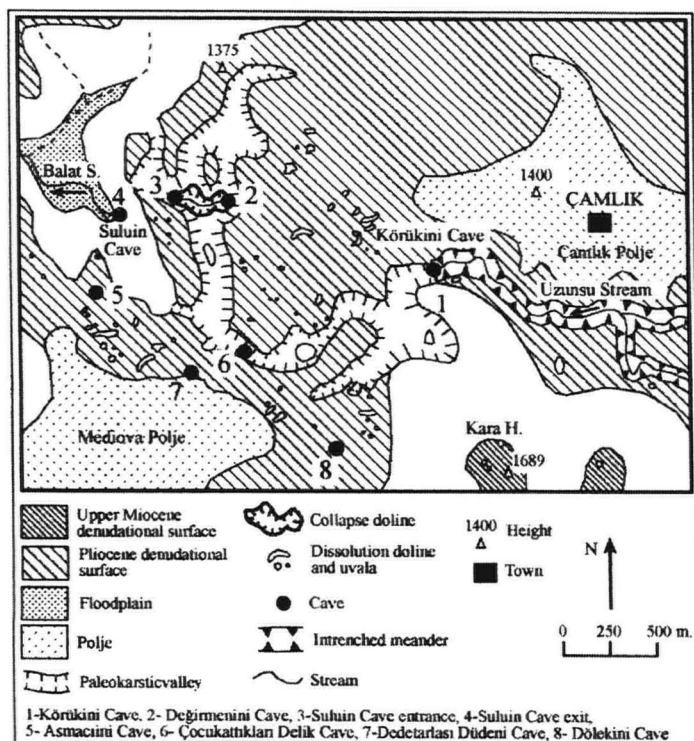 1375
Balat S.
4
3
2
Suluin
Cave
1400
ÇAMLIK
Çamlık Polje
Körükini Cave
Uzunsu Stream
1
5
6
7
Mediova Polje
8
Kara H.
1689
Upper Miocene
denudational surface
Pliocene denudational
surface
Floodplain
Polje
Paleokarsticvalley
Collapse doline
Dissolution doline
and uvala
Cave
Intrenched meander
Stream
1400 Height
Town
N
0 250 500 m.
1-Körükini Cave, 2- Değirmenini Cave, 3-Suluin Cave entrance, 4-Suluin Cave exit,
5- Asmaciini Cave, 6- Çocukattıkları Delik Cave, 7-Dedetarlası Düdeni Cave, 8- Dölekini Cave